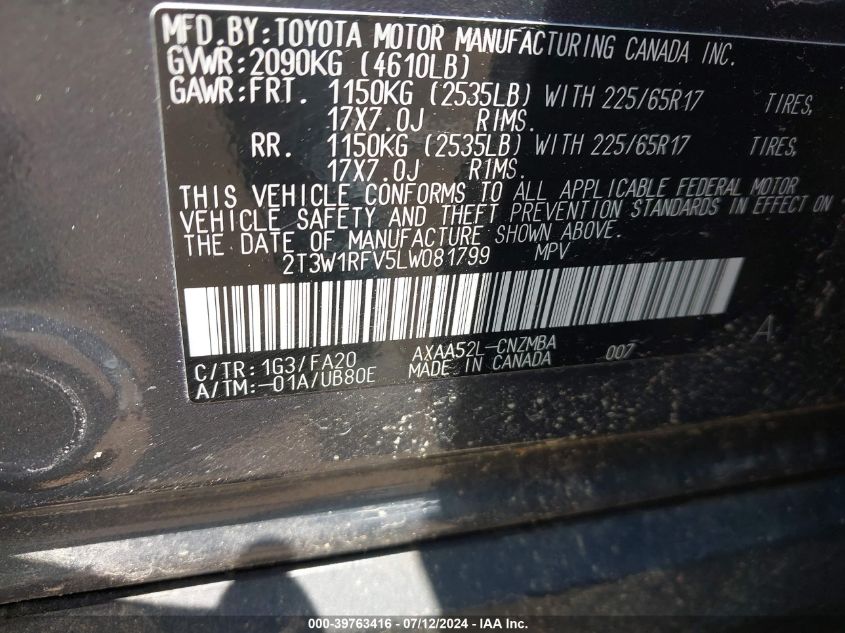 MFD.BY:TOYOTA MOTOR MANUFACTURING CANADA INC.
GVWR:2090KG (4610LB)
GAWR:FRT. 1150KG (2535LB) WITH 225/65R17 TIRES,
17X7.0J RIMS.
RR. 1150KG (2535LB) WITH 225/65R17 TIRES,
17X7.0J RIMS.
THIS VEHICLE CONFORMS TO ALL APPLICABLE FEDERAL MOTOR
VEHICLE SAFETY AND THEFT PREVENTION STANDARDS IN EFFECT ON
THE DATE OF MANUFACTURE SHOWN ABOVE.
2T3W1RFV5LW081799 MPV
A
C/TR:1G3/FA20 AXAA52L-CNZMBA 007
A/TM:-01A/UB80E MADE IN CANADA
000-39763416 - 07/12/2024 - IAA Inc.